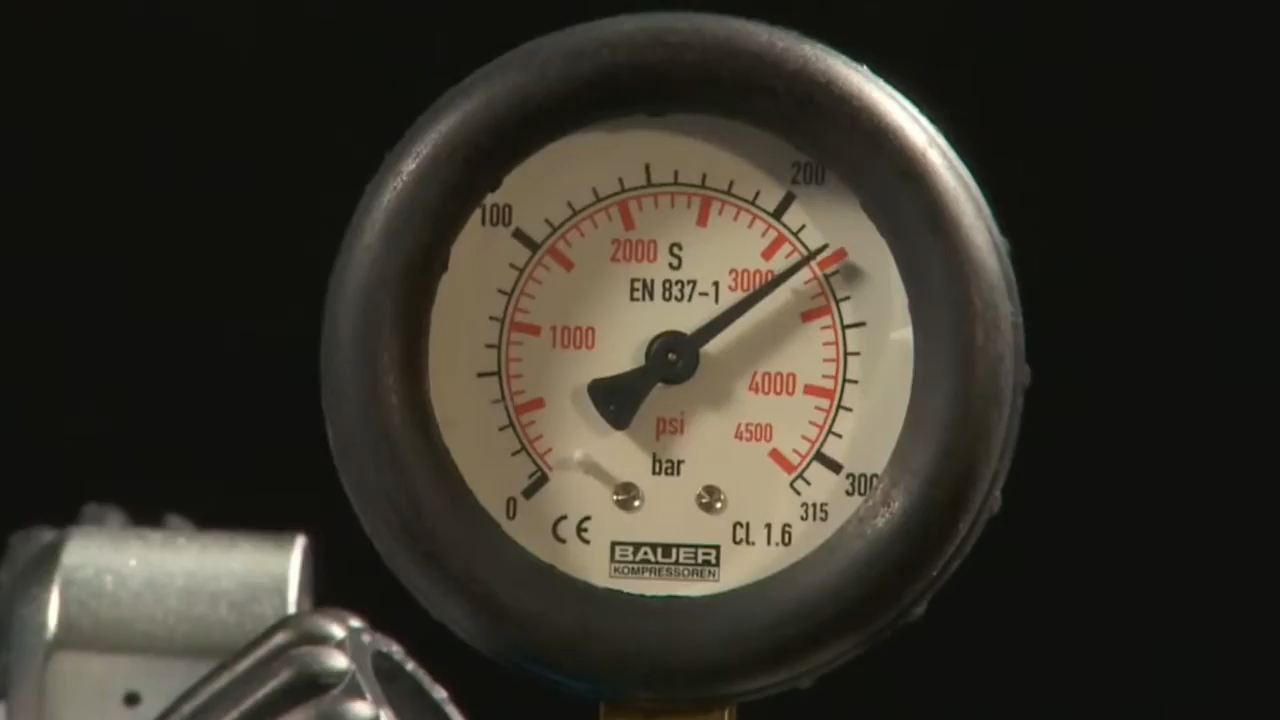 200
100
2000 S
EN 837-1 3000
1000
4000
psi 4500
bar
300
0
315
CE
Cl. 1.6
BAUER
KOMPRESSOREN